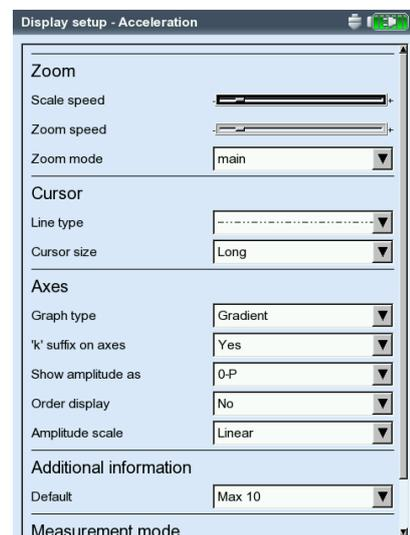 Display setup - Acceleration
Zoom
Scale speed - +
Zoom speed - +
Zoom mode main
Cursor
Line type
Cursor size Long
Axes
Graph type Gradient
'k' suffix on axes Yes
Show amplitude as 0-P
Order display No
Amplitude scale Linear
Additional information
Default Max 10
Measurement mode